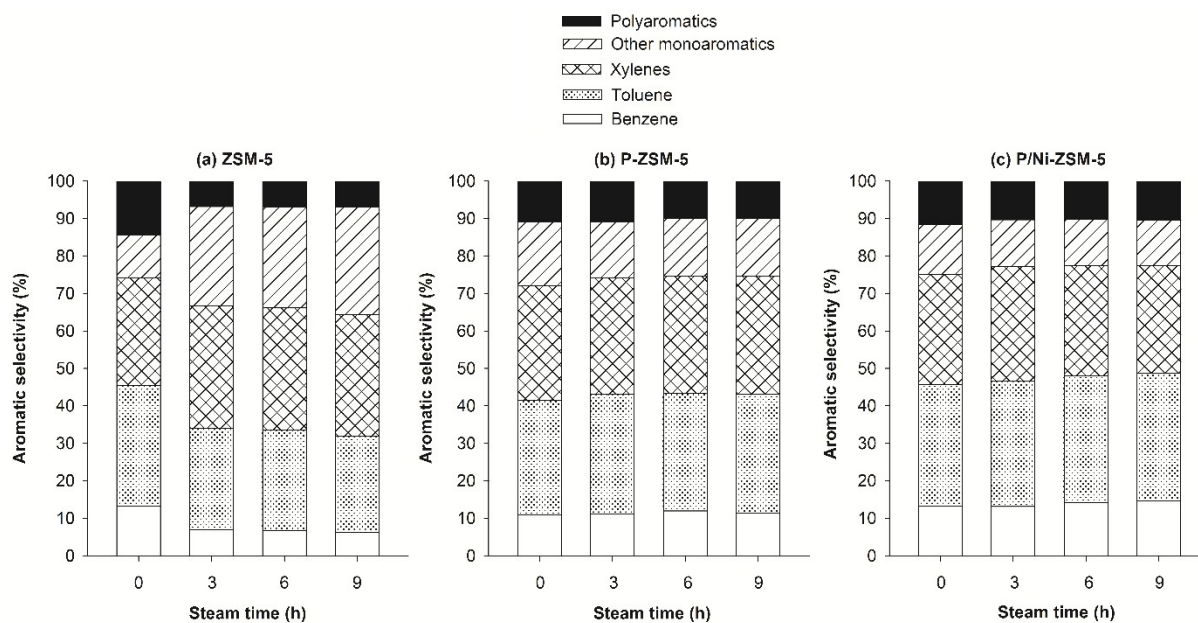 Polyaromatics
Other monoaromatics
Xylenes
Toluene
Benzene
(a) ZSM-5
100
90
80
70
60
50
40
30
20
10
0
Aromatic selectivity (%)
0 3 6 9
Steam time (h)
(b) P-ZSM-5
100
90
80
70
60
50
40
30
20
10
0
Aromatic selectivity (%)
0 3 6 9
Steam time (h)
(c) P/Ni-ZSM-5
100
90
80
70
60
50
40
30
20
10
0
Aromatic selectivity (%)
0 3 6 9
Steam time (h)